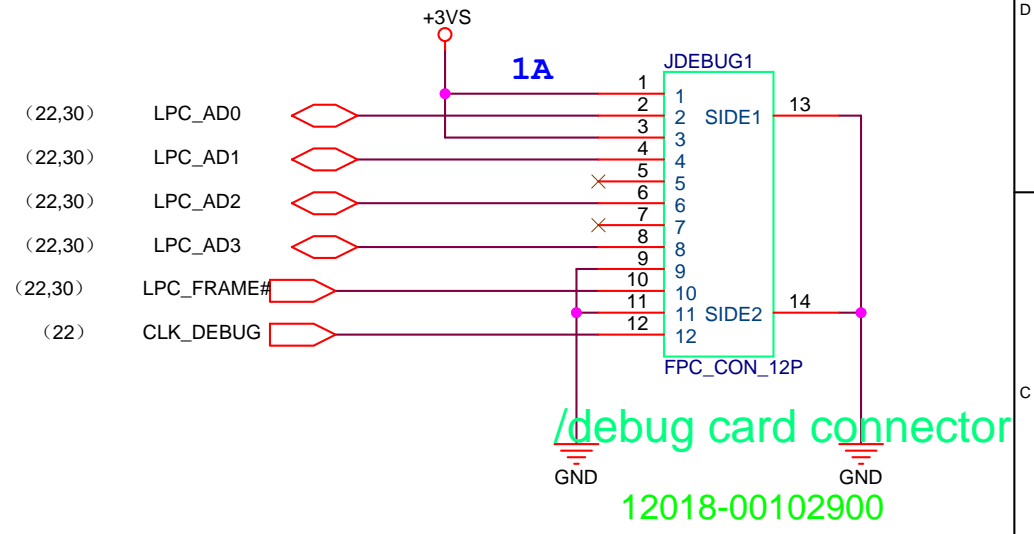 +3VS
D
1A
JDEBUG1
1 1
(22,30) LPC_AD0 2 2 SIDE1 13
3 3
(22,30) LPC_AD1 4 4
5 5
(22,30) LPC_AD2 6 6
7 7
(22,30) LPC_AD3 8 8
9 9
(22,30) LPC_FRAME# 10 10
11 11 SIDE2 14
(22) CLK_DEBUG 12 12
FPC_CON_12P
C
/debug card connector
GND GND
12018-00102900